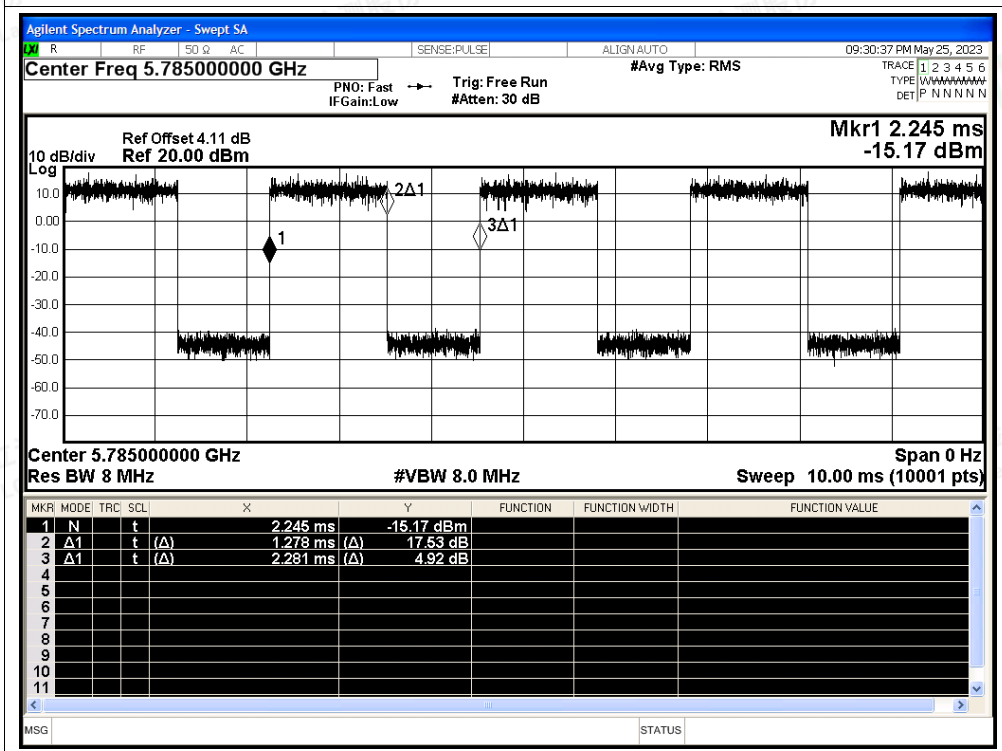 Agilent Spectrum Analyzer - Swept SA
LXI R RF 50 Ω AC SENSE:PULSE ALIGN AUTO 09:30:37 PM May 25, 2023
Center Freq 5.785000000 GHz #Avg Type: RMS TRACE 1 2 3 4 5 6
PNO: Fast Trig: Free Run TYPE WWWWWW
IFGain:Low #Atten: 30 dB DET P N N N N N
Mkr1 2.245 ms
Ref Offset 4.11 dB
10 dB/div Ref 20.00 dBm -15.17 dBm
Log
10.0
2Δ1
0.00
3Δ1
1
-10.0
-20.0
-30.0
-40.0
-50.0
-60.0
-70.0
Center 5.785000000 GHz Span 0 Hz
Res BW 8 MHz #VBW 8.0 MHz Sweep 10.00 ms (10001 pts)
MKR MODE TRC SCL X Y FUNCTION FUNCTION WIDTH FUNCTION VALUE
1 N t 2.245 ms -15.17 dBm
2 Δ1 t (Δ) 1.278 ms (Δ) 17.53 dB
3 Δ1 t (Δ) 2.281 ms (Δ) 4.92 dB
4
5
6
7
8
9
10
11
MSG STATUS